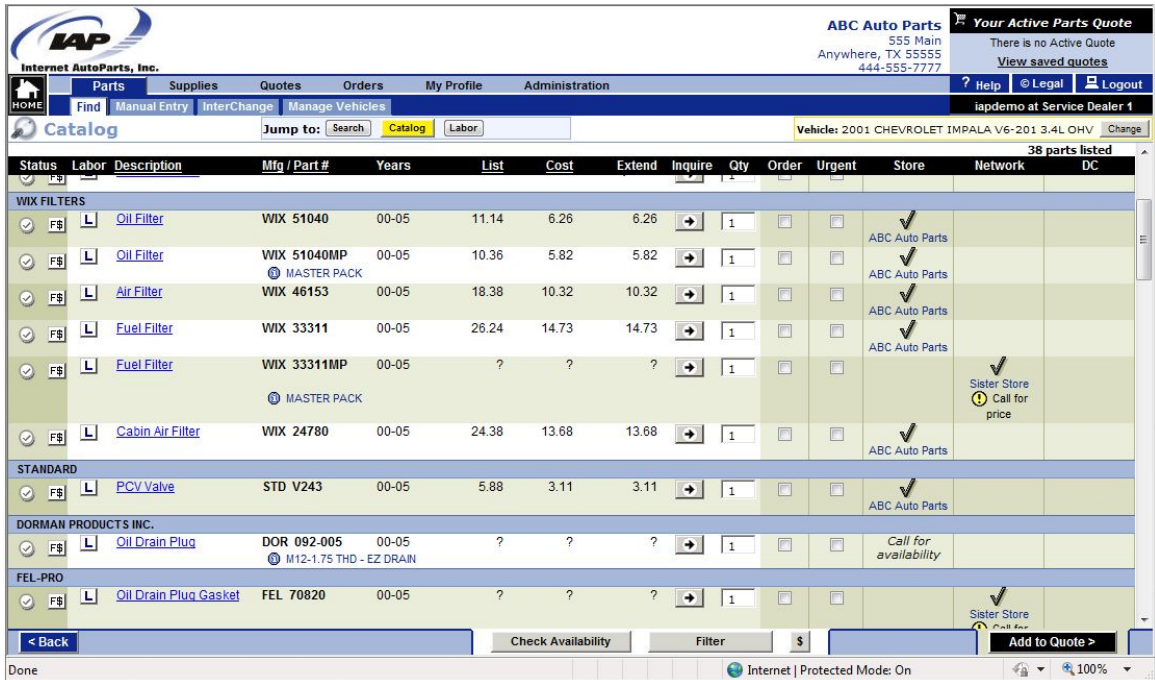 IAP
Internet AutoParts, Inc.
ABC Auto Parts
555 Main
Anywhere, TX 55555
444-555-7777
Your Active Parts Quote
There is no Active Quote
View saved quotes
HOME
Parts Supplies Quotes Orders My Profile Administration
? Help © Legal Logout
Find Manual Entry InterChange Manage Vehicles
iapdemo at Service Dealer 1
Catalog
Jump to: Search Catalog Labor
Vehicle: 2001 CHEVROLET IMPALA V6-201 3.4L OHV Change
38 parts listed
Status Labor Description Mfg / Part # Years List Cost Extend Inquire Qty Order Urgent Store Network DC
WIX FILTERS
F$ L Oil Filter WIX 51040 00-05 11.14 6.26 6.26 1
ABC Auto Parts
F$ L Oil Filter WIX 51040MP 00-05 10.36 5.82 5.82 1
MASTER PACK ABC Auto Parts
F$ L Air Filter WIX 46153 00-05 18.38 10.32 10.32 1
ABC Auto Parts
F$ L Fuel Filter WIX 33311 00-05 26.24 14.73 14.73 1
ABC Auto Parts
F$ L Fuel Filter WIX 33311MP 00-05 ? ? ? 1
Sister Store
MASTER PACK Call for
price
F$ L Cabin Air Filter WIX 24780 00-05 24.38 13.68 13.68 1
ABC Auto Parts
STANDARD
F$ L PCV Valve STD V243 00-05 5.88 3.11 3.11 1
ABC Auto Parts
DORMAN PRODUCTS INC.
F$ L Oil Drain Plug DOR 092-005 00-05 ? ? ? 1 Call for
M12-1.75 THD - EZ DRAIN availability
FEL-PRO
F$ L Oil Drain Plug Gasket FEL 70820 00-05 ? ? ? 1
Sister Store
Call for
< Back Check Availability Filter $ Add to Quote >
Done Internet | Protected Mode: On 100%